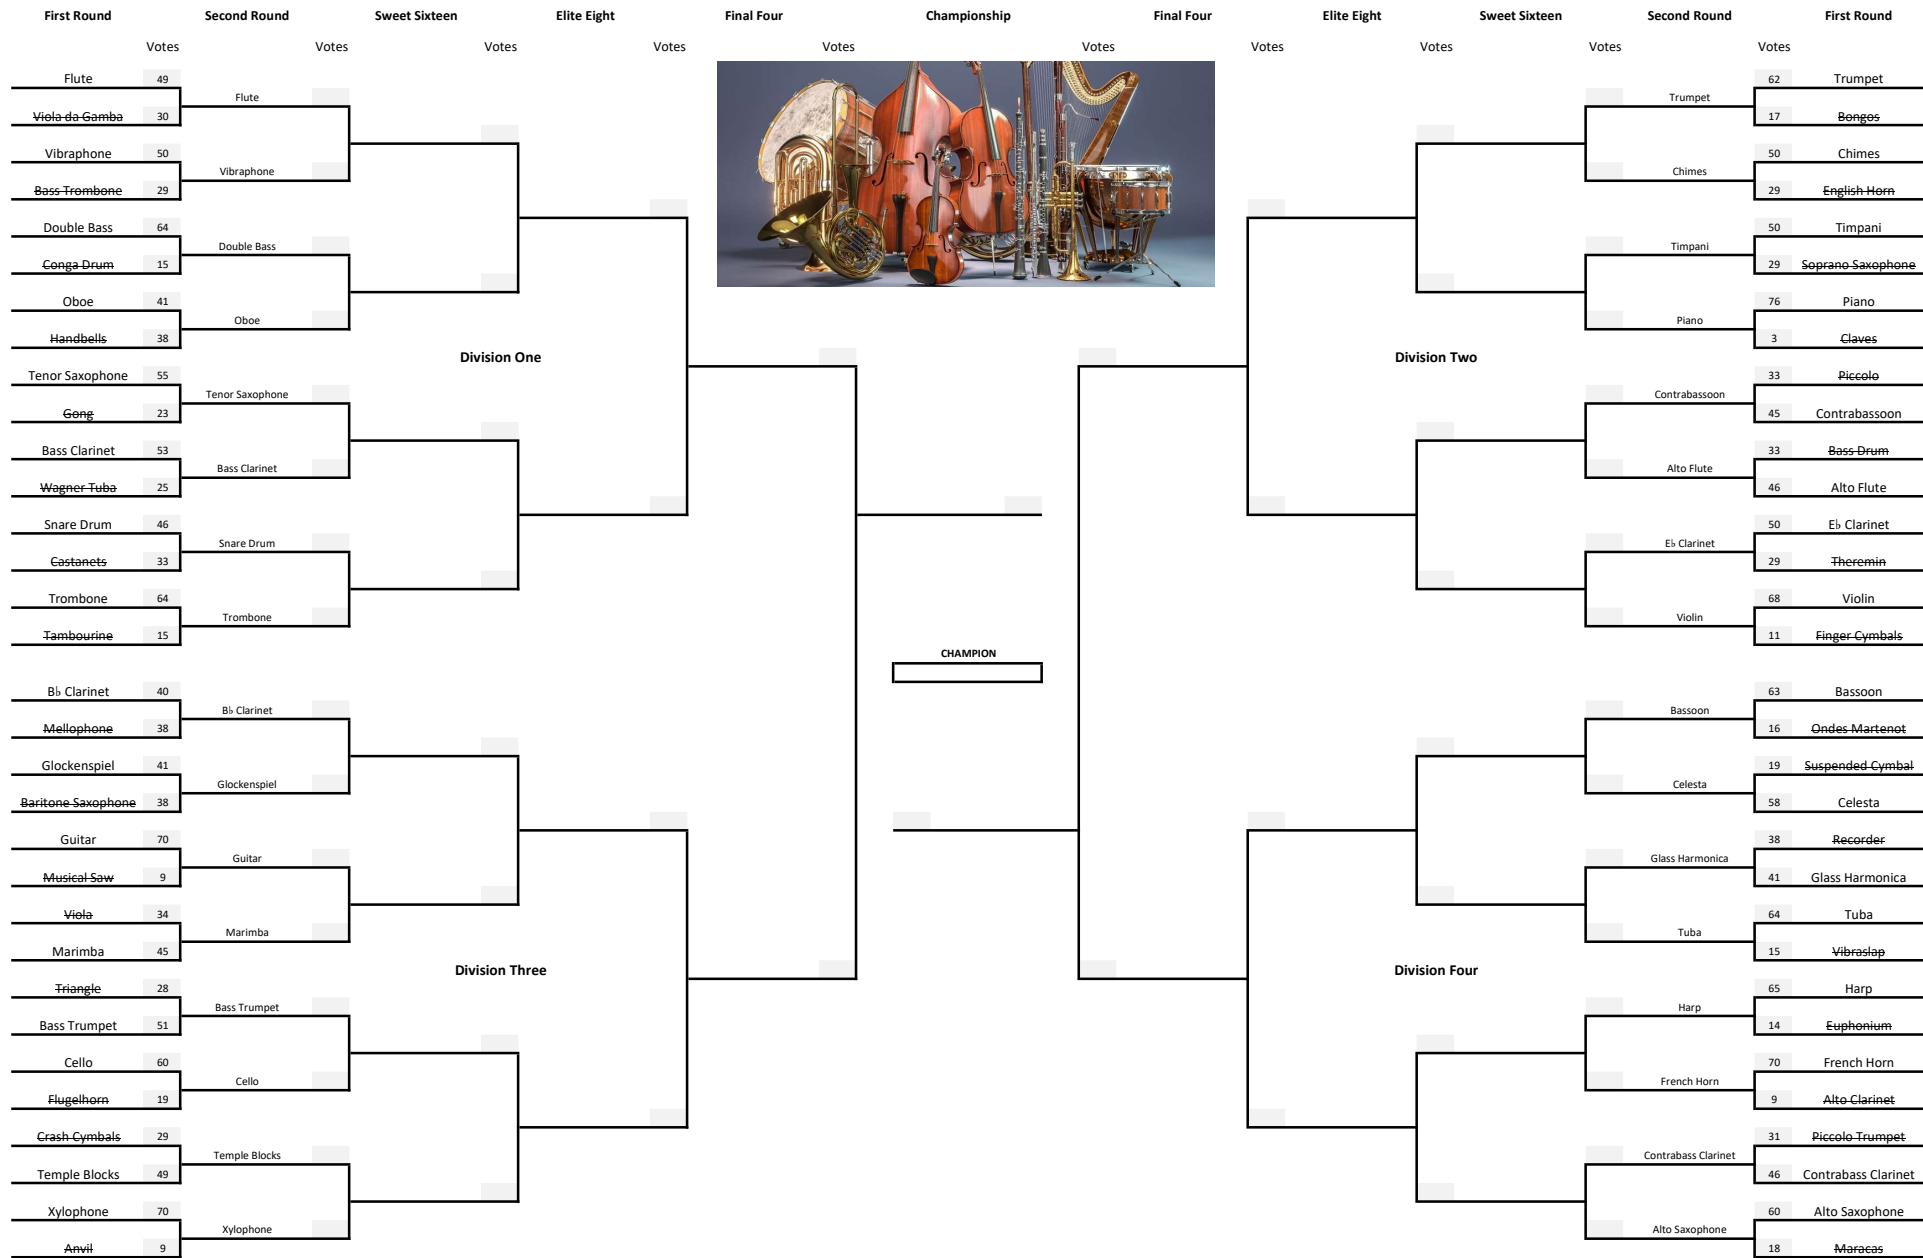 First Round Second Round Sweet Sixteen Elite Eight Final Four Championship Final Four Elite Eight Sweet Sixteen Second Round First Round
Votes Votes Votes Votes Votes Votes Votes Votes Votes Votes
Flute 49
Flute
Viola da Gamba 30
Vibraphone 50
Vibraphone
Bass Trombone 29
Double Bass 64
Double Bass
Conga Drum 15
Oboe 41
Oboe
Handbells 38
Division One
Tenor Saxophone 55
Tenor Saxophone
Gong 23
Bass Clarinet 53
Bass Clarinet
Wagner Tuba 25
Snare Drum 46
Snare Drum
Castanets 33
Trombone 64
Trombone
Tambourine 15
B♭ Clarinet 40
B♭ Clarinet
Mellophone 38
Glockenspiel 41
Glockenspiel
Baritone Saxophone 38
Guitar 70
Guitar
Musical Saw 9
Viola 34
Marimba
Marimba 45
Division Three
Triangle 28
Bass Trumpet
Bass Trumpet 51
Cello 60
Cello
Flugelhorn 19
Crash Cymbals 29
Temple Blocks
Temple Blocks 49
Xylophone 70
Xylophone
Anvil 9
CHAMPION
62 Trumpet
Trumpet
17 Bongos
50 Chimes
Chimes
29 English Horn
50 Timpani
Timpani
29 Soprano Saxophone
76 Piano
Piano
3 Claves
Division Two
33 Piccolo
Contrabassoon
45 Contrabassoon
33 Bass Drum
Alto Flute
46 Alto Flute
50 E♭ Clarinet
E♭ Clarinet
29 Theremin
68 Violin
Violin
11 Finger Cymbals
63 Bassoon
Bassoon
16 Ondes Martenot
19 Suspended Cymbal
Celesta
58 Celesta
38 Recorder
Glass Harmonica
41 Glass Harmonica
64 Tuba
Tuba
15 Vibraslap
Division Four
65 Harp
Harp
14 Euphonium
70 French Horn
French Horn
9 Alto Clarinet
31 Piccolo Trumpet
Contrabass Clarinet
46 Contrabass Clarinet
60 Alto Saxophone
Alto Saxophone
18 Maracas